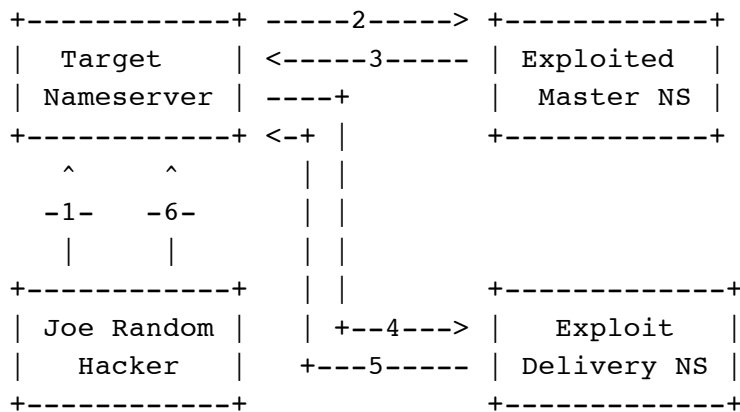 +------------+ -----2-----> +------------+
|   Target    | <-----3----- | Exploited  |
| Nameserver | ----+         |  Master NS |
+------------+ <-+ |         +------------+
   ^     ^       | |
  -1-   -6-      | |
   |     |       | |
+------------+   | |         +-------------+
| Joe Random |   | +--4---> |   Exploit   |
|   Hacker   |   +---5----- | Delivery NS |
+------------+               +-------------+